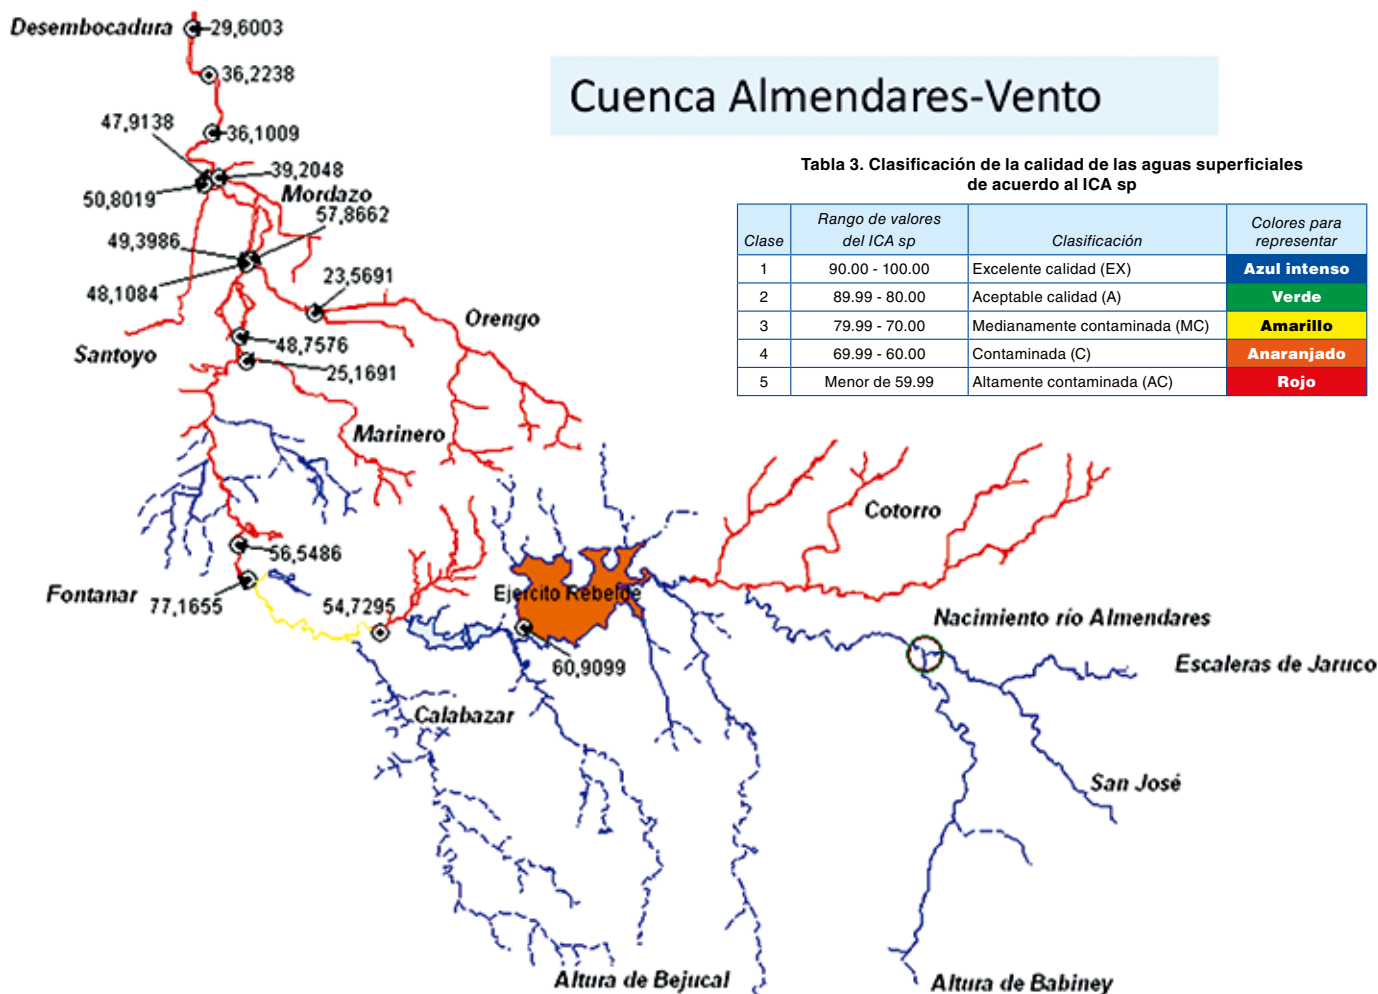 Desembocadura
29,6003
36,2238
Cuenca Almendares-Vento
47,9138
36,1009
39,2048
50,8019
Mordazo
57,8662
49,3986
48,1084
23,5691
Orengo
Santoyo
48,7576
25,1691
Marinero
Tabla 3. Clasificación de la calidad de las aguas superficiales
de acuerdo al ICA sp
Clase Rango de valores del ICA sp Clasificación Colores para representar
1 90.00 - 100.00 Excelente calidad (EX) Azul intenso
2 89.99 - 80.00 Aceptable calidad (A) Verde
3 79.99 - 70.00 Medianamente contaminada (MC) Amarillo
4 69.99 - 60.00 Contaminada (C) Anaranjado
5 Menor de 59.99 Altamente contaminada (AC) Rojo
Cotorro
56,5486
Fontanar
77,1655
54,7295
Ejercito Rebelde
60,9099
Nacimiento río Almendares
Escaleras de Jaruco
Calabazar
San José
Altura de Bejucal
Altura de Babiney